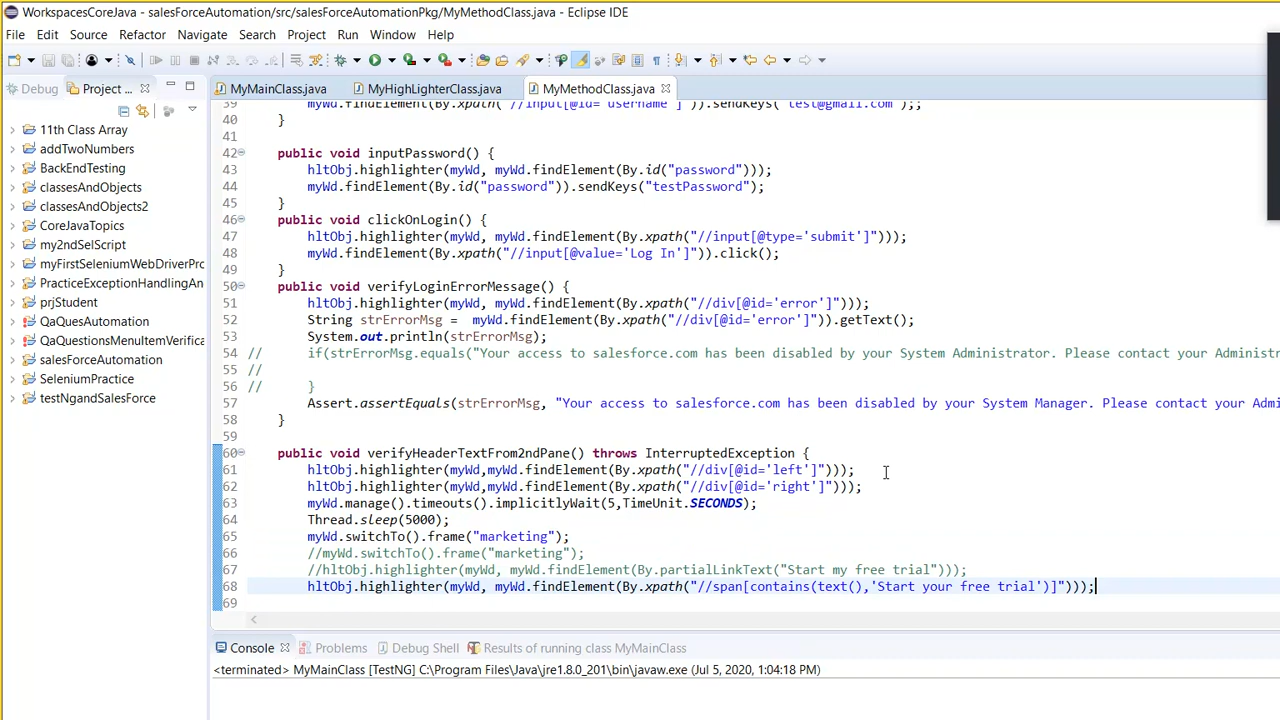 WorkspacesCoreJava - salesForceAutomation/src/salesForceAutomationPkg/MyMethodClass.java - Eclipse IDE
File Edit Source Refactor Navigate Search Project Run Window Help
Debug Project ...
MyMainClass.java MyHighLighterClass.java MyMethodClass.java
11th Class Array
addTwoNumbers
BackEndTesting
classesAndObjects
classesAndObjects2
CoreJavaTopics
my2ndSelScript
myFirstSeleniumWebDriverPro
PracticeExceptionHandlingAn
prjStudent
QaQuesAutomation
QaQuestionsMenuItemVerifica
salesForceAutomation
SeleniumPractice
testNgandSalesForce
39 myWd.findElement(By.xpath("//input[@id='username']")).sendKeys("test@gmail.com");;
40 }
41
42 public void inputPassword() {
43 hltObj.highlighter(myWd, myWd.findElement(By.id("password")));
44 myWd.findElement(By.id("password")).sendKeys("testPassword");
45 }
46 public void clickOnLogin() {
47 hltObj.highlighter(myWd, myWd.findElement(By.xpath("//input[@type='submit']")));
48 myWd.findElement(By.xpath("//input[@value='Log In']")).click();
49 }
50 public void verifyLoginErrorMessage() {
51 hltObj.highlighter(myWd, myWd.findElement(By.xpath("//div[@id='error']")));
52 String strErrorMsg = myWd.findElement(By.xpath("//div[@id='error']")).getText();
53 System.out.println(strErrorMsg);
54 // if(strErrorMsg.equals("Your access to salesforce.com has been disabled by your System Administrator. Please contact your Administr
55 //
56 // }
57 Assert.assertEquals(strErrorMsg, "Your access to salesforce.com has been disabled by your System Manager. Please contact your Admi
58 }
59
60 public void verifyHeaderTextFrom2ndPane() throws InterruptedException {
61 hltObj.highlighter(myWd,myWd.findElement(By.xpath("//div[@id='left']")));
62 hltObj.highlighter(myWd,myWd.findElement(By.xpath("//div[@id='right']")));
63 myWd.manage().timeouts().implicitlyWait(5,TimeUnit.SECONDS);
64 Thread.sleep(5000);
65 myWd.switchTo().frame("marketing");
66 //myWd.switchTo().frame("marketing");
67 //hltObj.highlighter(myWd, myWd.findElement(By.partialLinkText("Start my free trial")));
68 hltObj.highlighter(myWd, myWd.findElement(By.xpath("//span[contains(text(),'Start your free trial')]")));
69
Console Problems Debug Shell Results of running class MyMainClass
<terminated> MyMainClass [TestNG] C:\Program Files\Java\jre1.8.0_201\bin\javaw.exe (Jul 5, 2020, 1:04:18 PM)